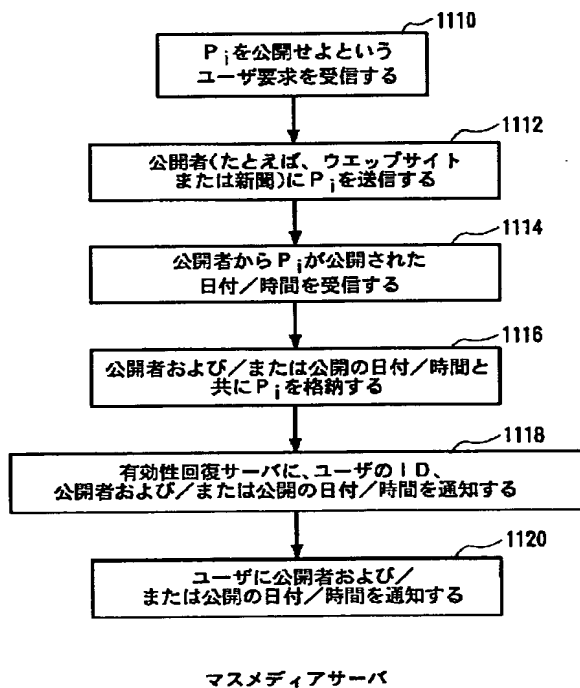 1110
Pｉを公開せよという
ユーザ要求を受信する
1112
公開者(たとえば、ウエッブサイト
または新聞)にPｉを送信する
1114
公開者からPｉが公開された
日付／時間を受信する
1116
公開者および／または公開の日付／時間と
共にPｉを格納する
1118
有効性回復サーバに、ユーザのID、
公開者および／または公開の日付／時間を通知する
1120
ユーザに公開者および／
または公開の日付／時間を通知する
マスメディアサーバ